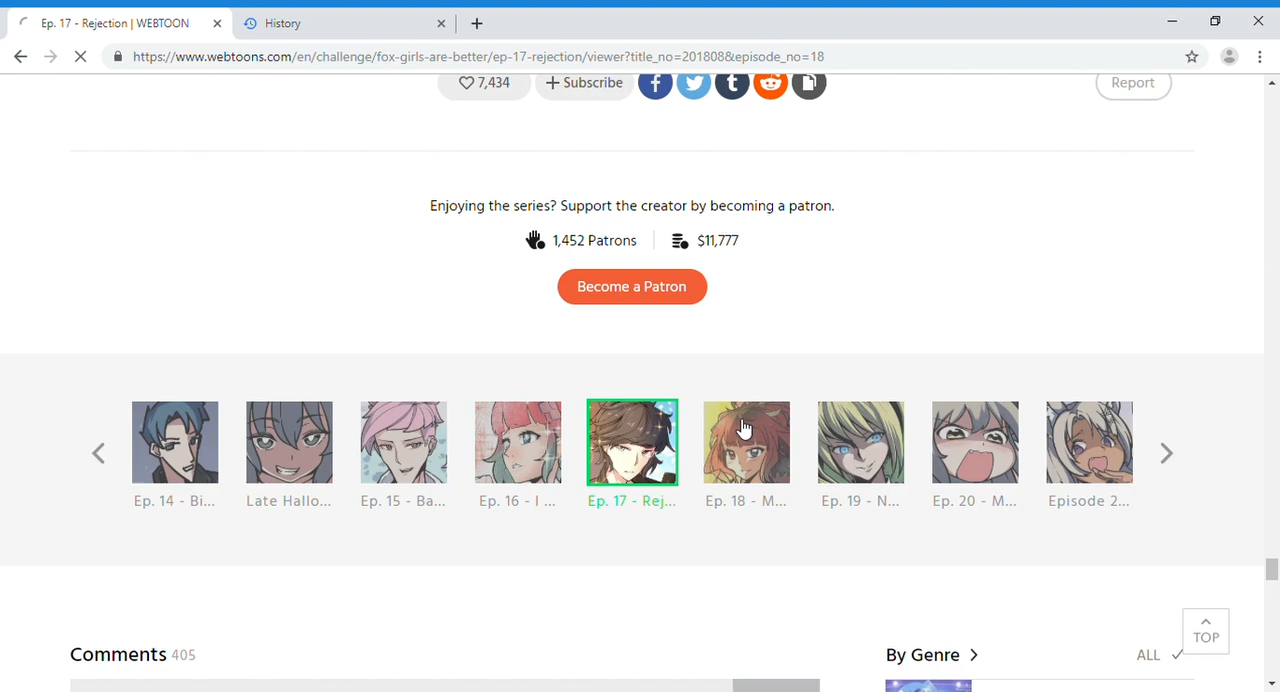 Ep. 17 - Rejection | WEBTOON
History
https://www.webtoons.com/en/challenge/fox-girls-are-better/ep-17-rejection/viewer?title_no=201808&episode_no=18
7,434
+ Subscribe
Report
Enjoying the series? Support the creator by becoming a patron.
1,452 Patrons
$11,777
Become a Patron
Ep. 14 - Bi...
Late Hallo...
Ep. 15 - Ba...
Ep. 16 - I ...
Ep. 17 - Rej...
Ep. 18 - M...
Ep. 19 - N...
Ep. 20 - M...
Episode 2...
TOP
Comments 405
By Genre
ALL